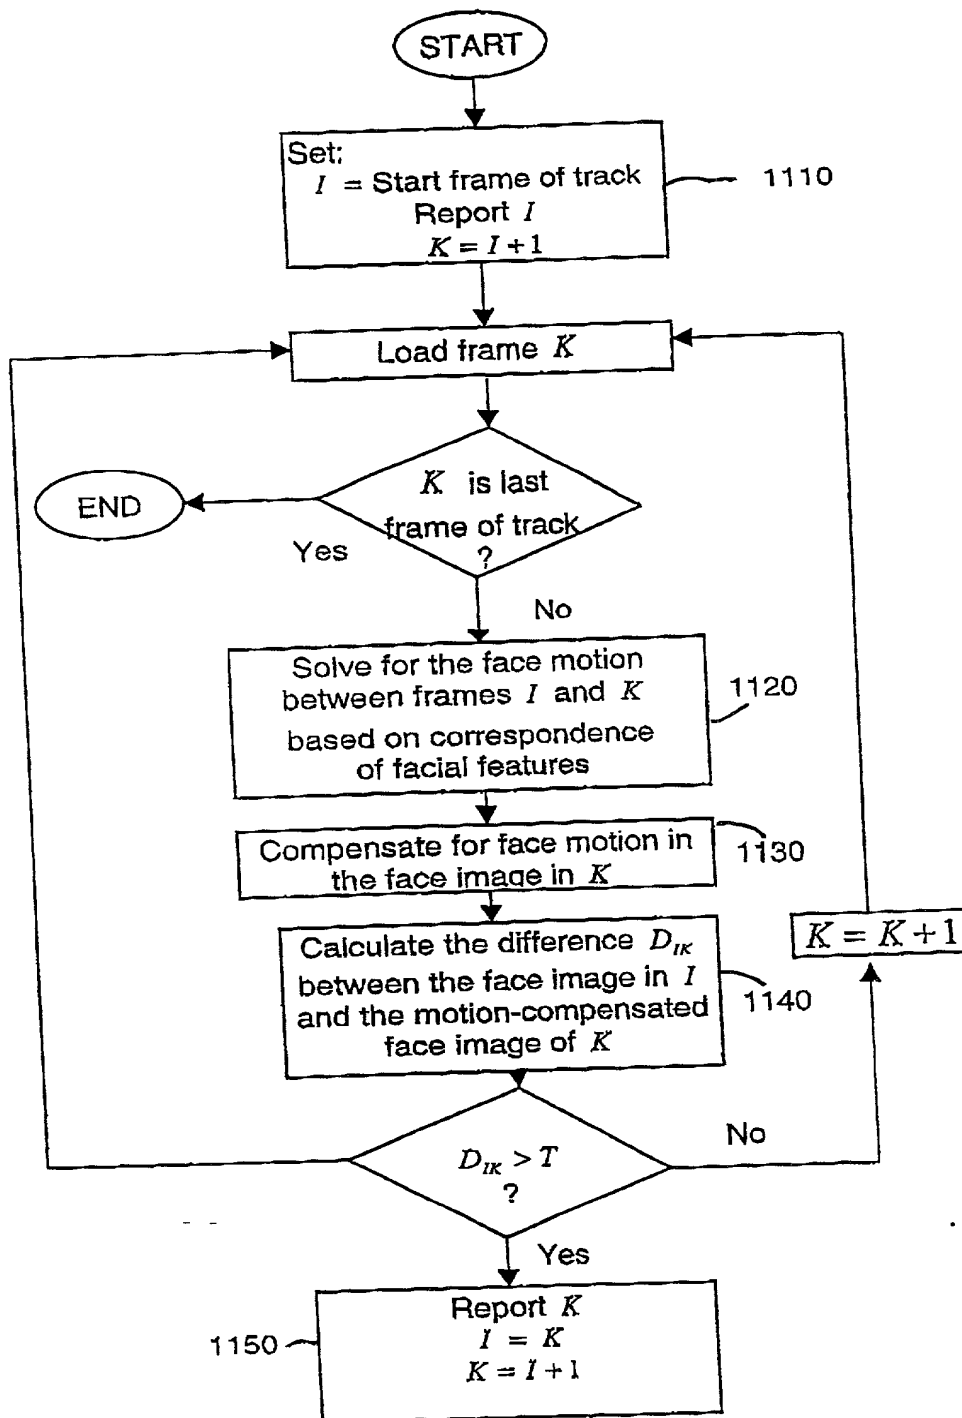 START
Set:
I = Start frame of track
Report I
K = I+1
1110
Load frame K
K is last
frame of track
?
END
Yes
No
Solve for the face motion
between frames I and K
based on correspondence
of facial features
1120
Compensate for face motion in
the face image in K
1130
Calculate the difference D_IK
between the face image in I
and the motion-compensated
face image of K
1140
K = K+1
D_IK > T
?
No
Yes
Report K
I = K
K = I+1
1150